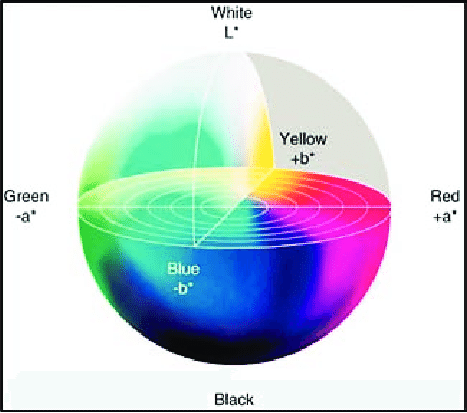 White
L*
Yellow
+b*
Green
-a*
Red
+a*
Blue
-b*
Black